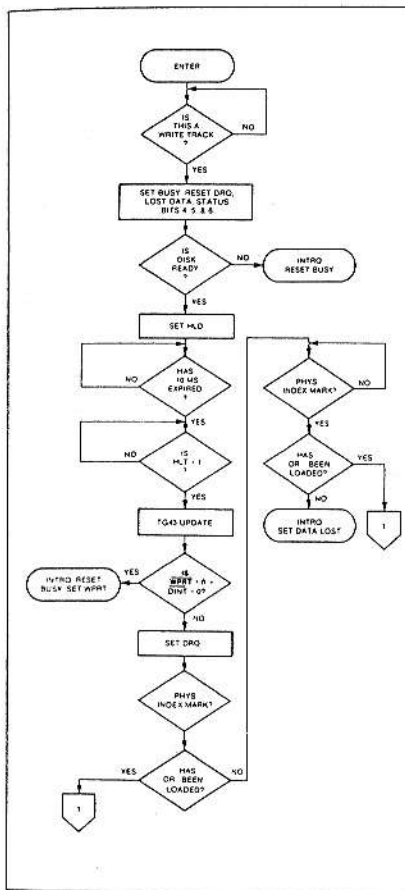 ENTER
IS
THIS A
WRITE TRACK
?
NO
YES
SET BUSY, RESET DRQ,
LOST DATA, STATUS
BITS 4, 5, & 6
IS
DISK
READY
?
NO
INTRO
RESET BUSY
YES
SET HLD
HAS
10 MS
EXPIRED
?
NO
YES
IS
HLT = 1
?
NO
YES
TG43 UPDATE
IS
WPRT = 0 +
DINT = 0?
YES
INTRO RESET
BUSY SET WPRT
NO
SET DRQ
PHYS
INDEX MARK?
HAS
DR BEEN
LOADED?
YES
NO
1
PHYS
INDEX MARK?
NO
YES
HAS
DR BEEN
LOADED?
YES
NO
INTRO
SET DATA LOST
1